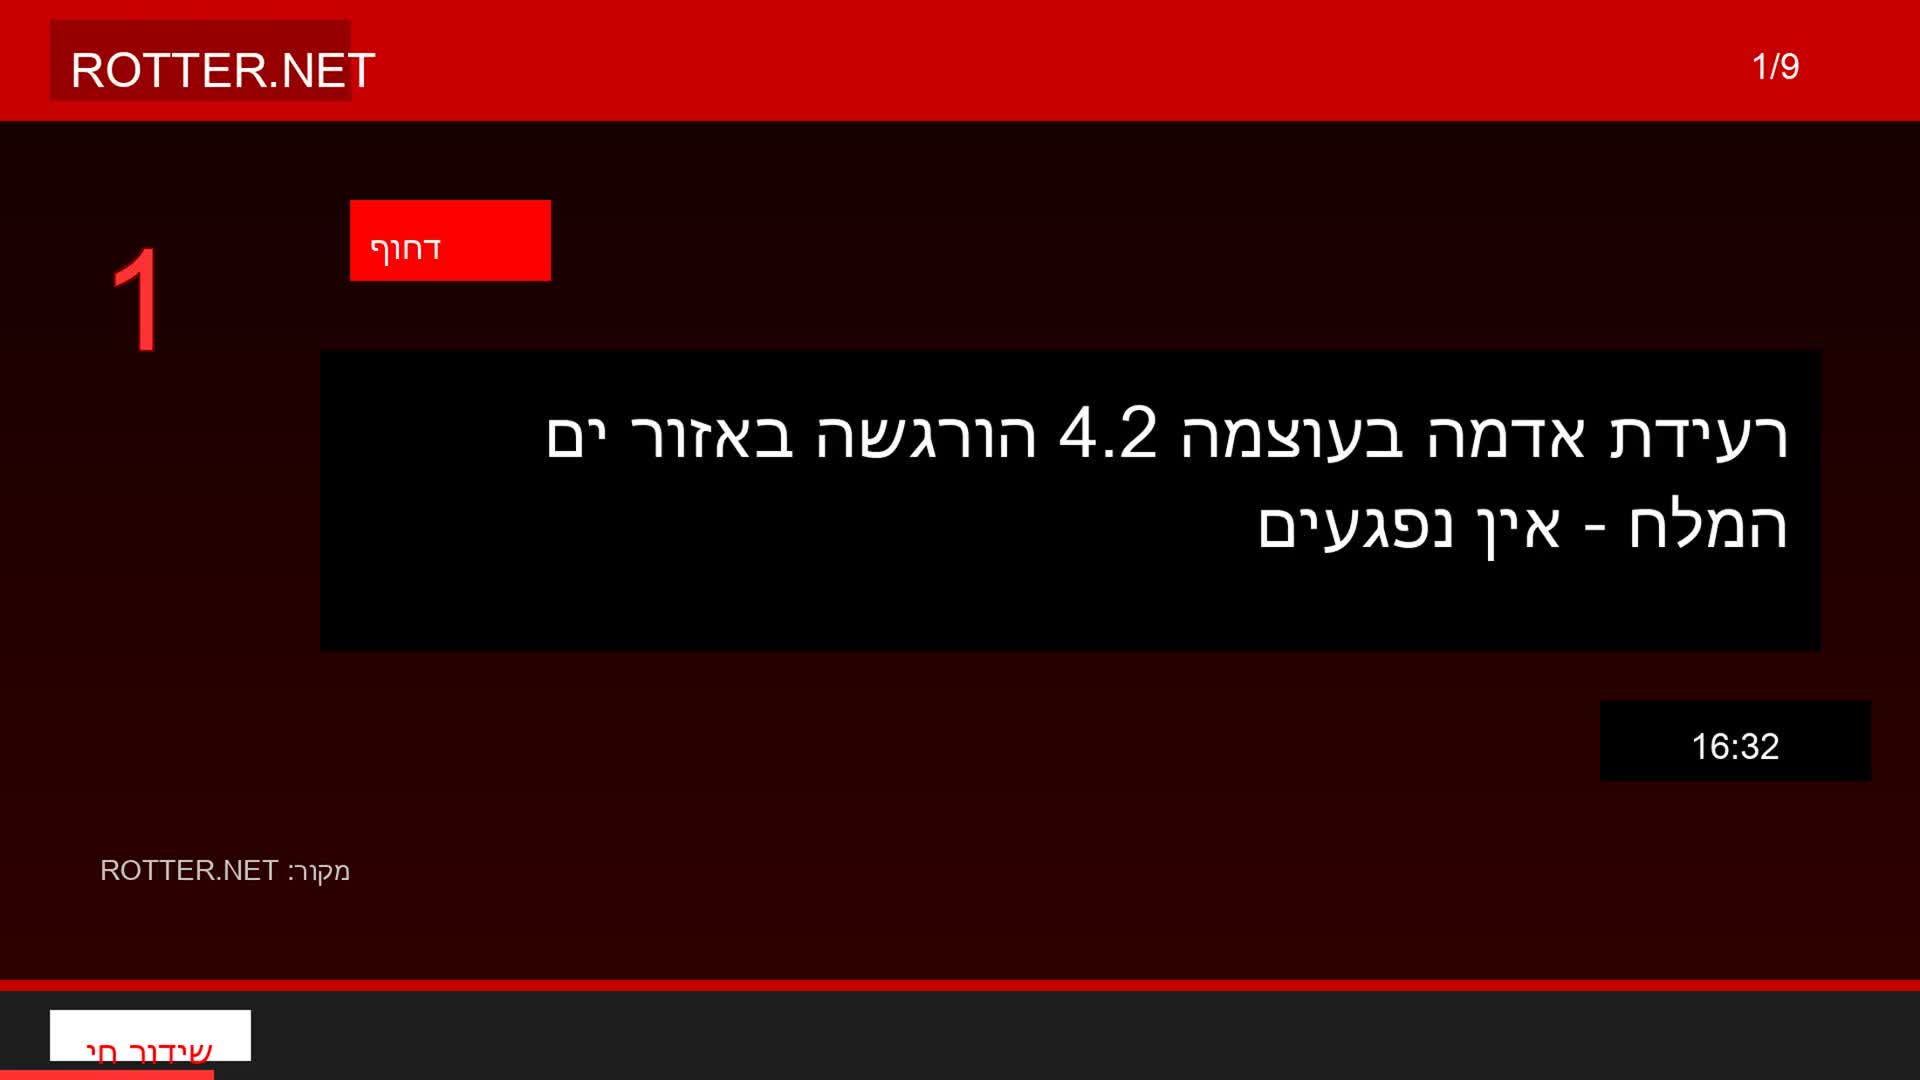 ROTTER.NET
1/9
דחוף
1
רעידת אדמה בעוצמה 4.2 הורגשה באזור ים
המלח - אין נפגעים
16:32
מקור: ROTTER.NET
שידור חי